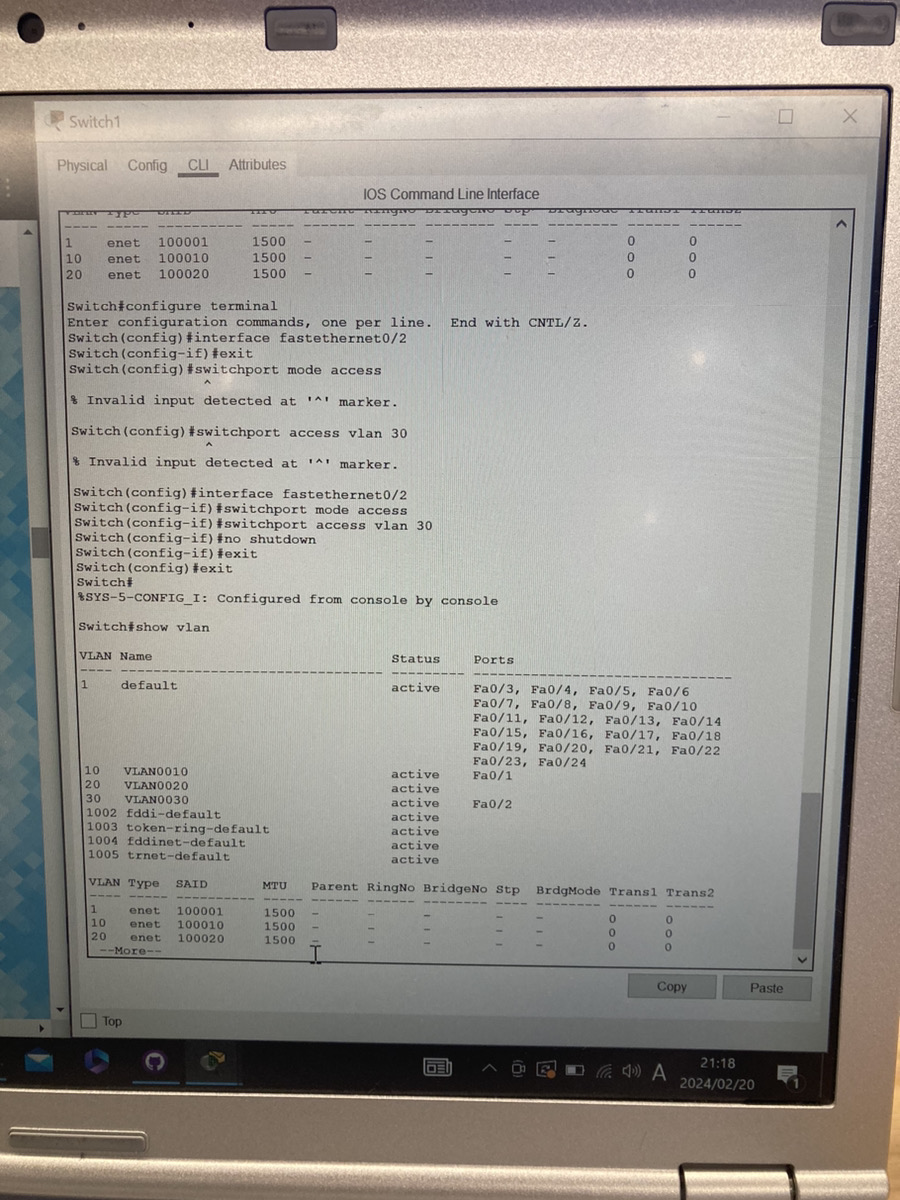 Switch1
Physical Config CLI Attributes
IOS Command Line Interface
VLAN Type SAID MTU Parent RingNo BridgeNo Stp BrdgMode Trans1 Trans2
---- ----- ---------- ----- ------ ------ -------- ---- -------- ------ ------
1 enet 100001 1500 - - - - - 0 0
10 enet 100010 1500 - - - - - 0 0
20 enet 100020 1500 - - - - - 0 0
Switch#configure terminal
Enter configuration commands, one per line. End with CNTL/Z.
Switch(config)#interface fastethernet0/2
Switch(config-if)#exit
Switch(config)#switchport mode access
^
% Invalid input detected at '^' marker.
Switch(config)#switchport access vlan 30
^
% Invalid input detected at '^' marker.
Switch(config)#interface fastethernet0/2
Switch(config-if)#switchport mode access
Switch(config-if)#switchport access vlan 30
Switch(config-if)#no shutdown
Switch(config-if)#exit
Switch(config)#exit
Switch#
%SYS-5-CONFIG_I: Configured from console by console
Switch#show vlan
VLAN Name Status Ports
---- -------------------------------- --------- -------------------------------
1 default active Fa0/3, Fa0/4, Fa0/5, Fa0/6
Fa0/7, Fa0/8, Fa0/9, Fa0/10
Fa0/11, Fa0/12, Fa0/13, Fa0/14
Fa0/15, Fa0/16, Fa0/17, Fa0/18
Fa0/19, Fa0/20, Fa0/21, Fa0/22
Fa0/23, Fa0/24
10 VLAN0010 active Fa0/1
20 VLAN0020 active
30 VLAN0030 active Fa0/2
1002 fddi-default active
1003 token-ring-default active
1004 fddinet-default active
1005 trnet-default active
VLAN Type SAID MTU Parent RingNo BridgeNo Stp BrdgMode Trans1 Trans2
---- ----- ---------- ----- ------ ------ -------- ---- -------- ------ ------
1 enet 100001 1500 - - - - - 0 0
10 enet 100010 1500 - - - - - 0 0
20 enet 100020 1500 - - - - - 0 0
--More--
Copy Paste
Top
A
21:18
2024/02/20
1